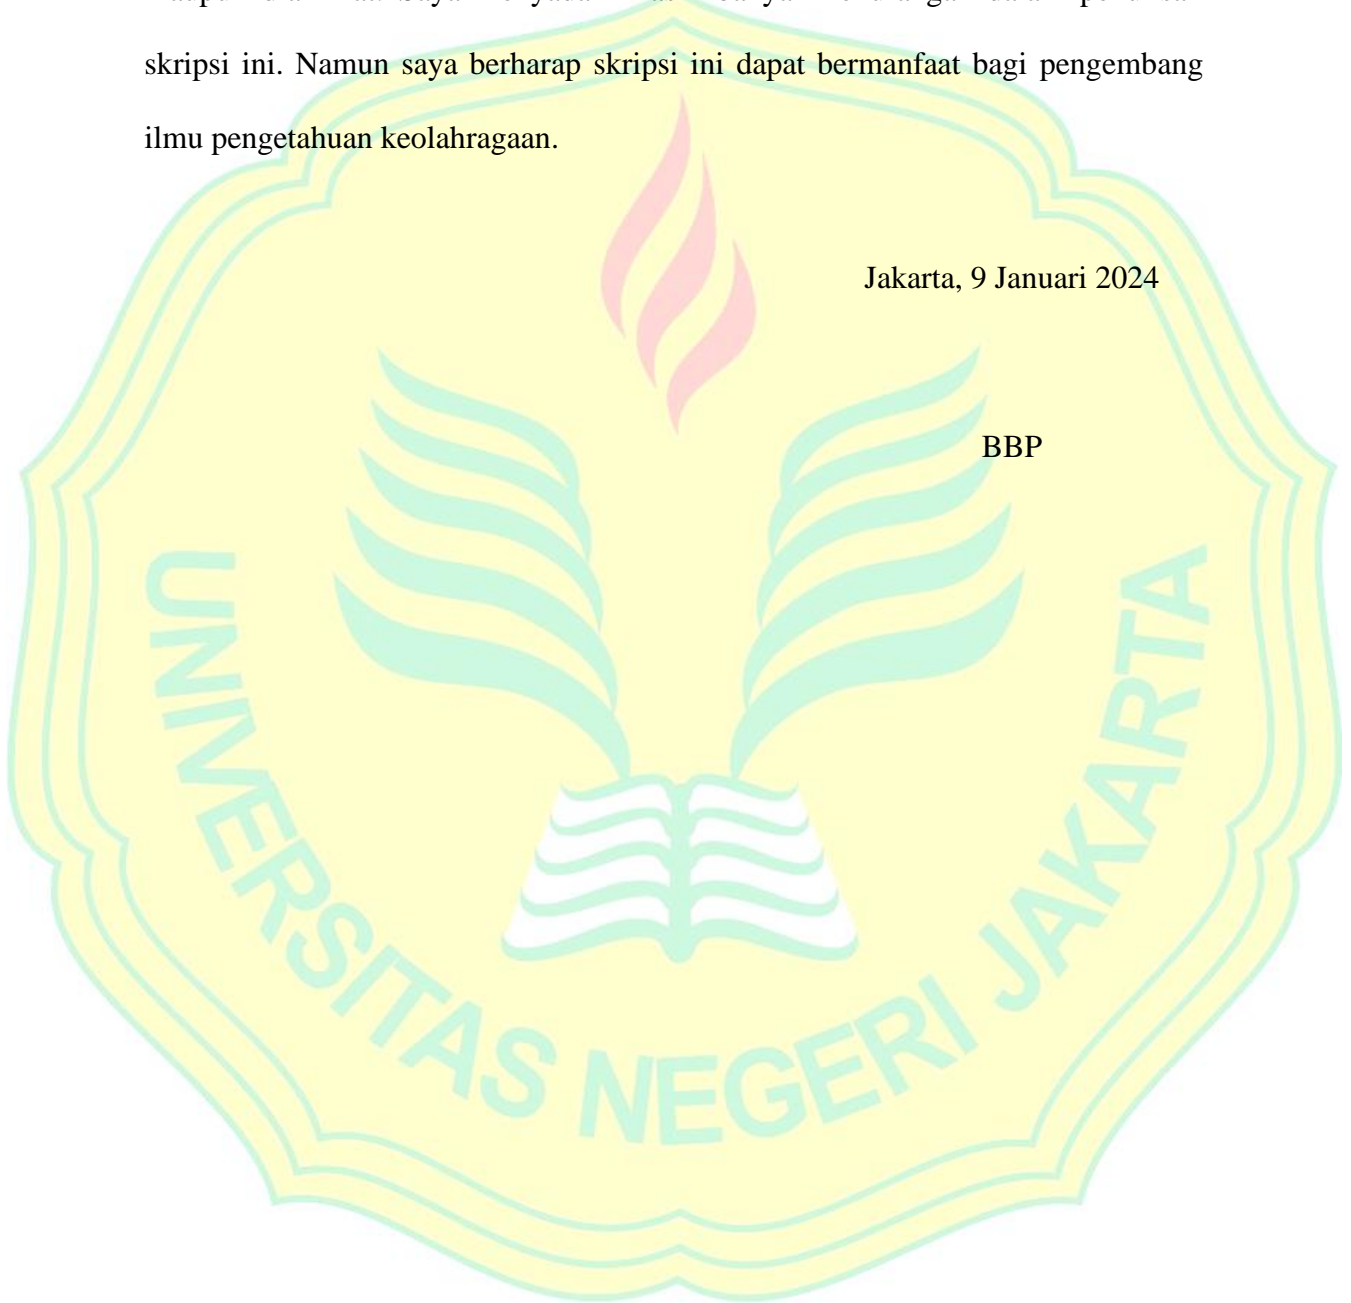 skripsi ini. Namun saya berharap skripsi ini dapat bermanfaat bagi pengembang
ilmu pengetahuan keolahragaan.
Jakarta, 9 Januari 2024
BBP
UNIVERSITAS NEGERI JAKARTA